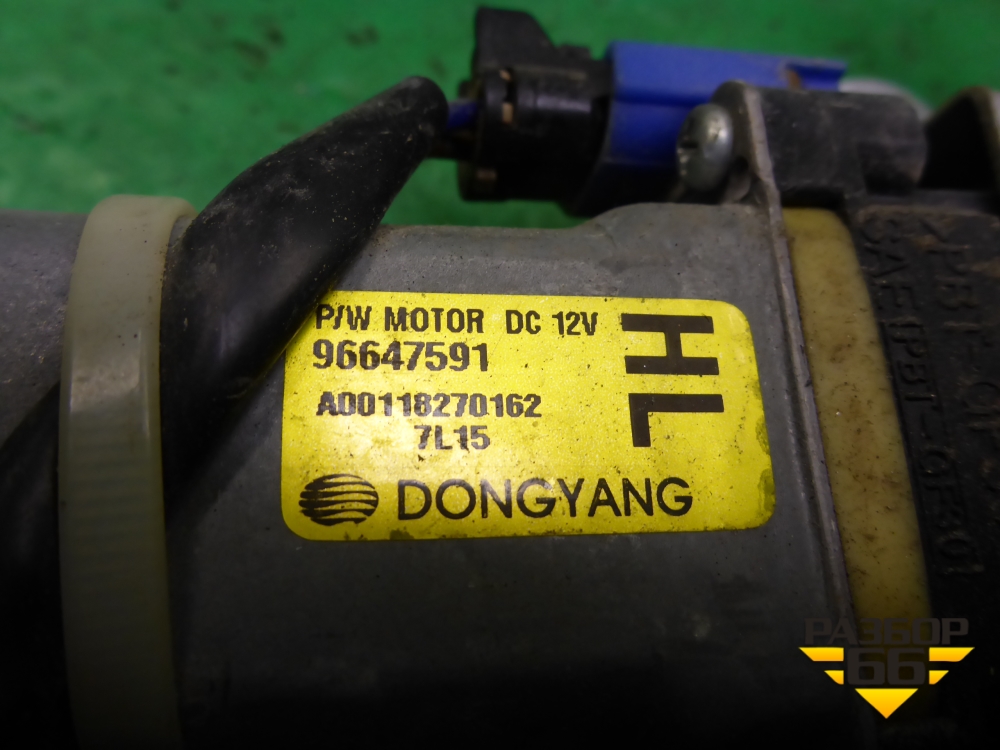 P/W MOTOR DC 12V
96647591
A00118270162
7L15
HL
DONGYANG
РАЗБОР
66